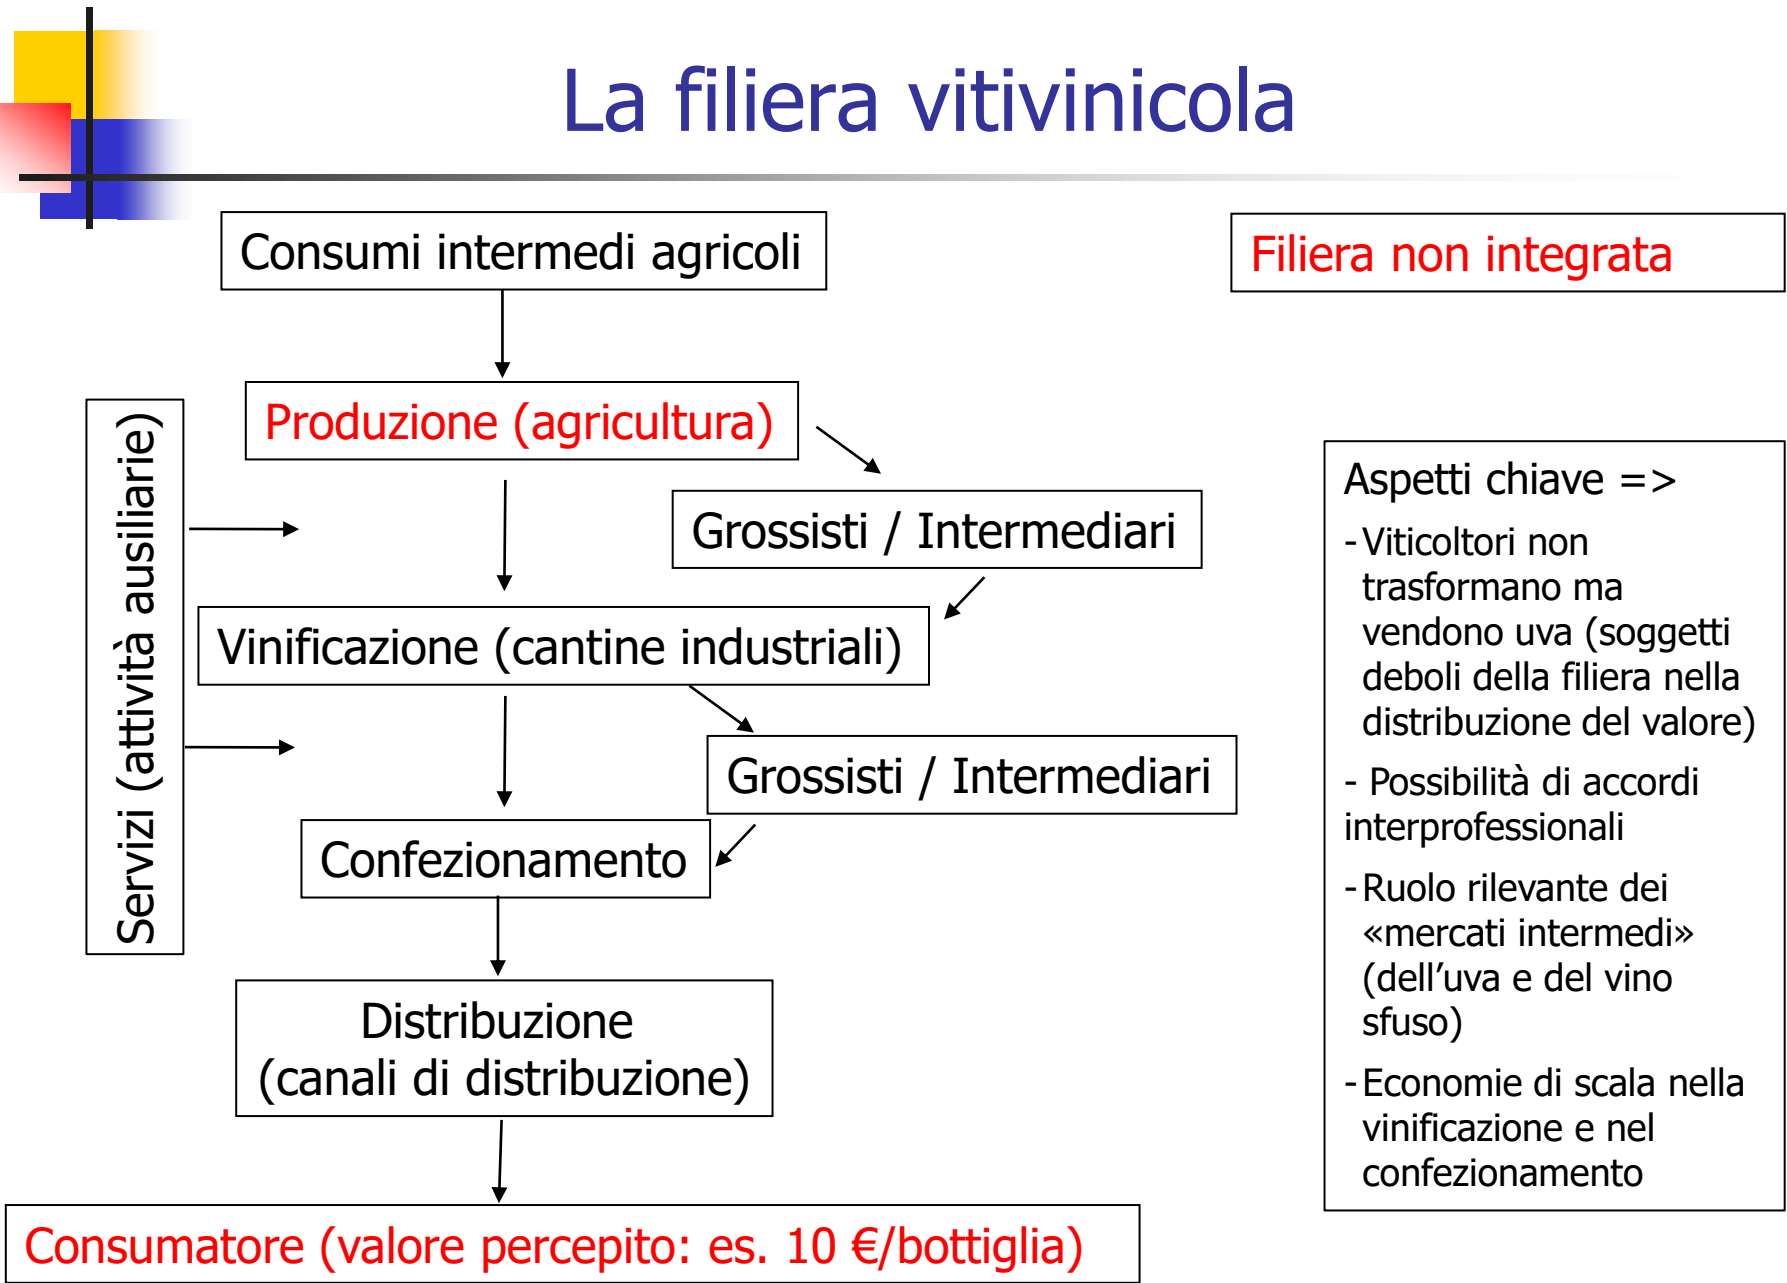 La filiera vitivinicola
Consumi intermedi agricoli
Filiera non integrata
Produzione (agricultura)
Servizi (attività ausiliarie)
Grossisti / Intermediari
Vinificazione (cantine industriali)
Grossisti / Intermediari
Confezionamento
Distribuzione
(canali di distribuzione)
Consumatore (valore percepito: es. 10 €/bottiglia)
Aspetti chiave =>
-Viticoltori non
trasformano ma
vendono uva (soggetti
deboli della filiera nella
distribuzione del valore)
- Possibilità di accordi
interprofessionali
-Ruolo rilevante dei
«mercati intermedi»
(dell’uva e del vino
sfuso)
-Economie di scala nella
vinificazione e nel
confezionamento